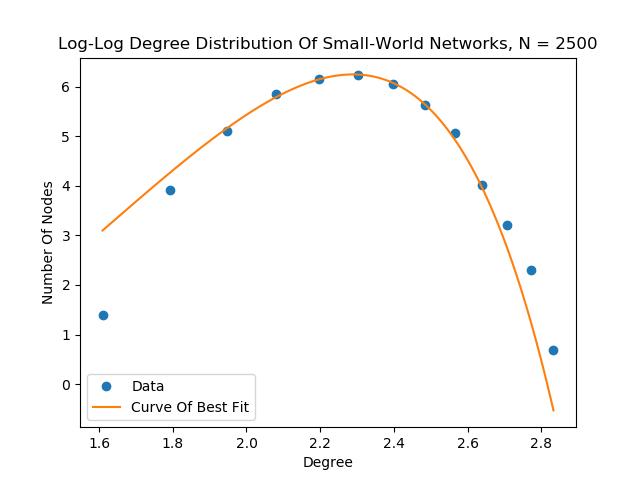 Log-Log Degree Distribution Of Small-World Networks, N = 2500
Number Of Nodes
6
5
4
3
2
1
0
Data
Curve Of Best Fit
1.6 1.8 2.0 2.2 2.4 2.6 2.8
Degree